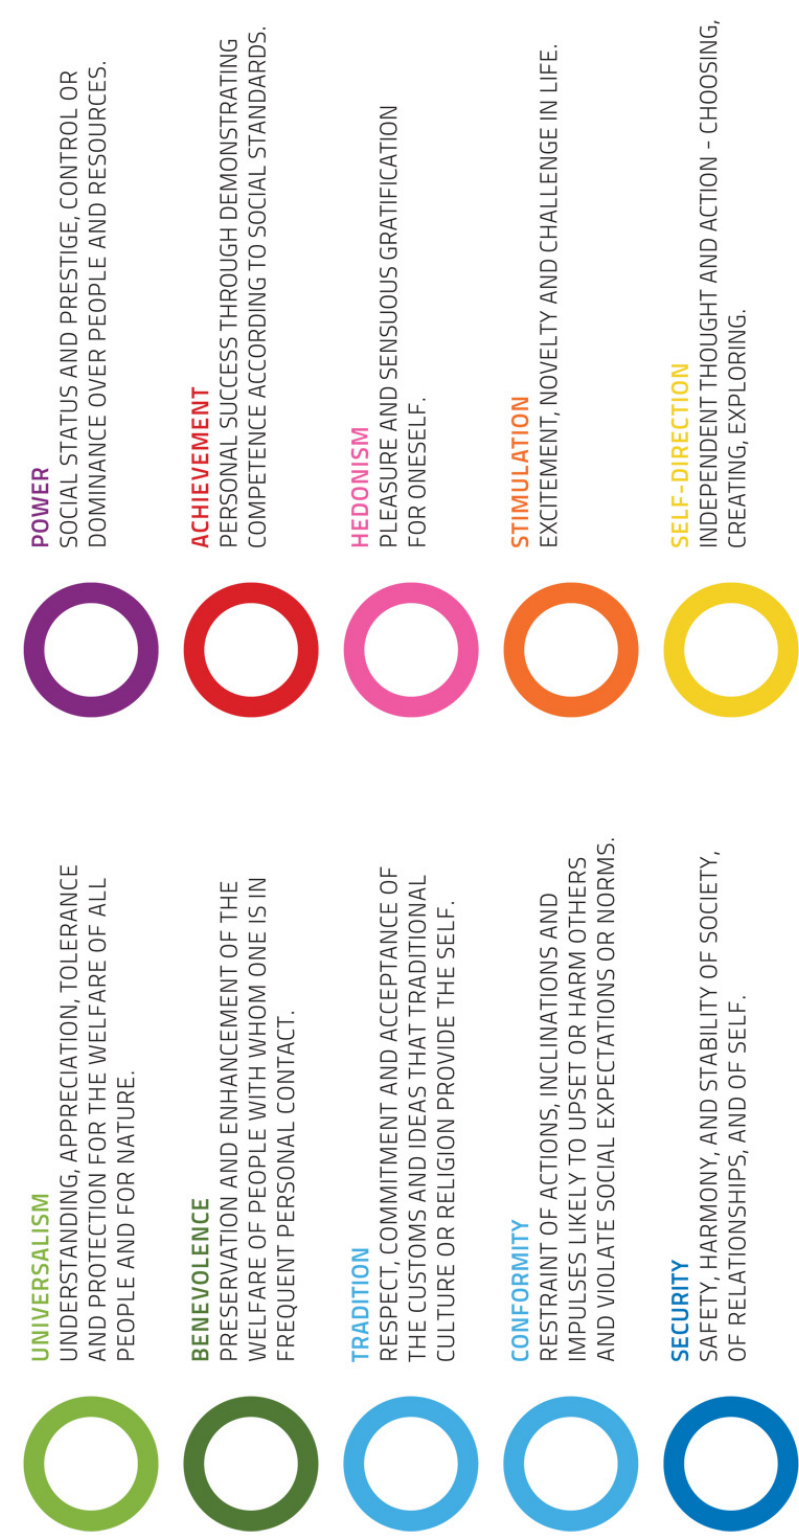 UNIVERSALISM
UNDERSTANDING, APPRECIATION, TOLERANCE
AND PROTECTION FOR THE WELFARE OF ALL
PEOPLE AND FOR NATURE.
BENEVOLENCE
PRESERVATION AND ENHANCEMENT OF THE
WELFARE OF PEOPLE WITH WHOM ONE IS IN
FREQUENT PERSONAL CONTACT.
TRADITION
RESPECT, COMMITMENT AND ACCEPTANCE OF
THE CUSTOMS AND IDEAS THAT TRADITIONAL
CULTURE OR RELIGION PROVIDE THE SELF.
CONFORMITY
RESTRAINT OF ACTIONS, INCLINATIONS AND
IMPULSES LIKELY TO UPSET OR HARM OTHERS
AND VIOLATE SOCIAL EXPECTATIONS OR NORMS.
SECURITY
SAFETY, HARMONY, AND STABILITY OF SOCIETY,
OF RELATIONSHIPS, AND OF SELF.
POWER
SOCIAL STATUS AND PRESTIGE, CONTROL OR
DOMINANCE OVER PEOPLE AND RESOURCES.
ACHIEVEMENT
PERSONAL SUCCESS THROUGH DEMONSTRATING
COMPETENCE ACCORDING TO SOCIAL STANDARDS.
HEDONISM
PLEASURE AND SENSUOUS GRATIFICATION
FOR ONESELF.
STIMULATION
EXCITEMENT, NOVELTY AND CHALLENGE IN LIFE.
SELF-DIRECTION
INDEPENDENT THOUGHT AND ACTION - CHOOSING,
CREATING, EXPLORING.